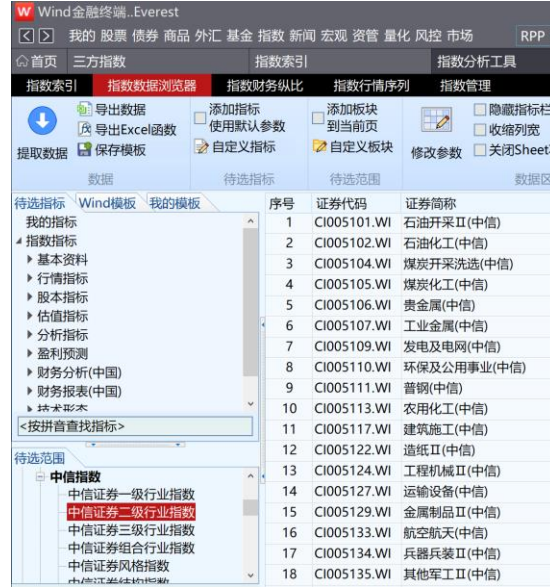 Wind金融终端..Everest
我的 股票 债券 商品 外汇 基金 指数 新闻 宏观 资管 量化 风控 市场 RPP
首页 三方指数 指数索引 指数分析工具
指数索引 指数数据浏览器 指数财务纵比 指数行情序列 指数管理
导出数据 添加指标 添加板块 隐藏指标栏
导出Excel函数 使用默认参数 到当前页 收缩列宽
提取数据 保存模板 自定义指标 自定义板块 修改参数 关闭Sheet
数据 待选指标 待选范围 数据区
待选指标 Wind模板 我的模板 序号 证券代码 证券简称
我的指标
指数指标
基本资料
行情指标
股本指标
估值指标
分析指标
盈利预测
财务分析(中国)
财务报表(中国)
技术形态
<按拼音查找指标>
待选范围
中信指数
中信证券一级行业指数
中信证券二级行业指数
中信证券三级行业指数
中信证券组合行业指数
中信证券风格指数
中信证券结构指数
1 CI005101.WI 石油开采Ⅱ(中信)
2 CI005102.WI 石油化工(中信)
3 CI005104.WI 煤炭开采洗选(中信)
4 CI005105.WI 煤炭化工(中信)
5 CI005106.WI 贵金属(中信)
6 CI005107.WI 工业金属(中信)
7 CI005109.WI 发电及电网(中信)
8 CI005110.WI 环保及公用事业(中信)
9 CI005111.WI 普钢(中信)
10 CI005113.WI 农用化工(中信)
11 CI005117.WI 建筑施工(中信)
12 CI005122.WI 造纸Ⅱ(中信)
13 CI005124.WI 工程机械Ⅱ(中信)
14 CI005127.WI 运输设备(中信)
15 CI005129.WI 金属制品Ⅱ(中信)
16 CI005133.WI 航空航天(中信)
17 CI005134.WI 兵器兵装Ⅱ(中信)
18 CI005135.WI 其他军工Ⅱ(中信)